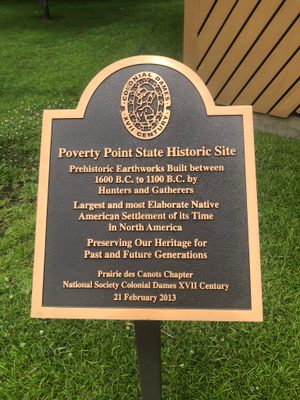 COLONIAL DAMES
XVII CENTURY
Poverty Point State Historic Site
Prehistoric Earthworks Built between
1600 B.C. to 1100 B.C. by
Hunters and Gatherers
Largest and most Elaborate Native
American Settlement of its Time
in North America
Preserving Our Heritage for
Past and Future Generations
Prairie des Canots Chapter
National Society Colonial Dames XVII Century
21 February 2013